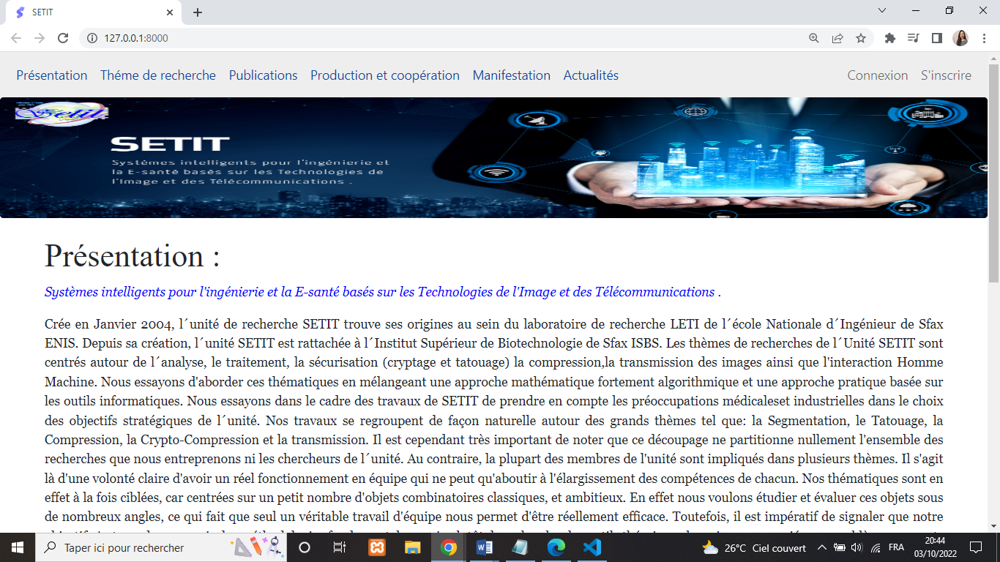 SETIT
127.0.0.1:8000
Présentation Théme de recherche Publications Production et coopération Manifestation Actualités Connexion S'inscrire
Setit
SETIT
Systèmes intelligents pour l'ingénierie et
la E-santé basés sur les Technologies de
l'Image et des Télécommunications .
Présentation :
Systèmes intelligents pour l'ingénierie et la E-santé basés sur les Technologies de l'Image et des Télécommunications .
Crée en Janvier 2004, l´unité de recherche SETIT trouve ses origines au sein du laboratoire de recherche LETI de l´école Nationale d´Ingénieur de Sfax
ENIS. Depuis sa création, l´unité SETIT est rattachée à l´Institut Supérieur de Biotechnologie de Sfax ISBS. Les thèmes de recherches de l´Unité SETIT sont
centrés autour de l´analyse, le traitement, la sécurisation (cryptage et tatouage) la compression,la transmission des images ainsi que l'interaction Homme
Machine. Nous essayons d'aborder ces thématiques en mélangeant une approche mathématique fortement algorithmique et une approche pratique basée sur
les outils informatiques. Nous essayons dans le cadre des travaux de SETIT de prendre en compte les préoccupations médicaleset industrielles dans le choix
des objectifs stratégiques de l´unité. Nos travaux se regroupent de façon naturelle autour des grands thèmes tel que: la Segmentation, le Tatouage, la
Compression, la Crypto-Compression et la transmission. Il est cependant très important de noter que ce découpage ne partitionne nullement l'ensemble des
recherches que nous entreprenons ni les chercheurs de l´unité. Au contraire, la plupart des membres de l'unité sont impliqués dans plusieurs thèmes. Il s'agit
là d'une volonté claire d'avoir un réel fonctionnement en équipe qui ne peut qu'aboutir à l'élargissement des compétences de chacun. Nos thématiques sont en
effet à la fois ciblées, car centrées sur un petit nombre d'objets combinatoires classiques, et ambitieux. En effet nous voulons étudier et évaluer ces objets sous
de nombreux angles, ce qui fait que seul un véritable travail d'équipe nous permet d'être réellement efficace. Toutefois, il est impératif de signaler que notre
Taper ici pour rechercher
26°C Ciel couvert
FRA
20:44
03/10/2022